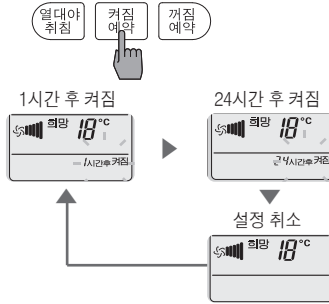 열대야
취침
켜짐
예약
꺼짐
예약
1시간 후 켜짐
24시간 후 켜짐
희망 18°C
1시간후켜짐
희망 18°C
24시간후켜짐
설정 취소
희망 18°C